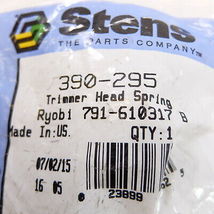 Stens
THE PARTS COMPANY
390-295
Trimmer Head Spring
Ryobi 791-610317 B
Made In:US. QTY:1
07/02/15
16 05
23899